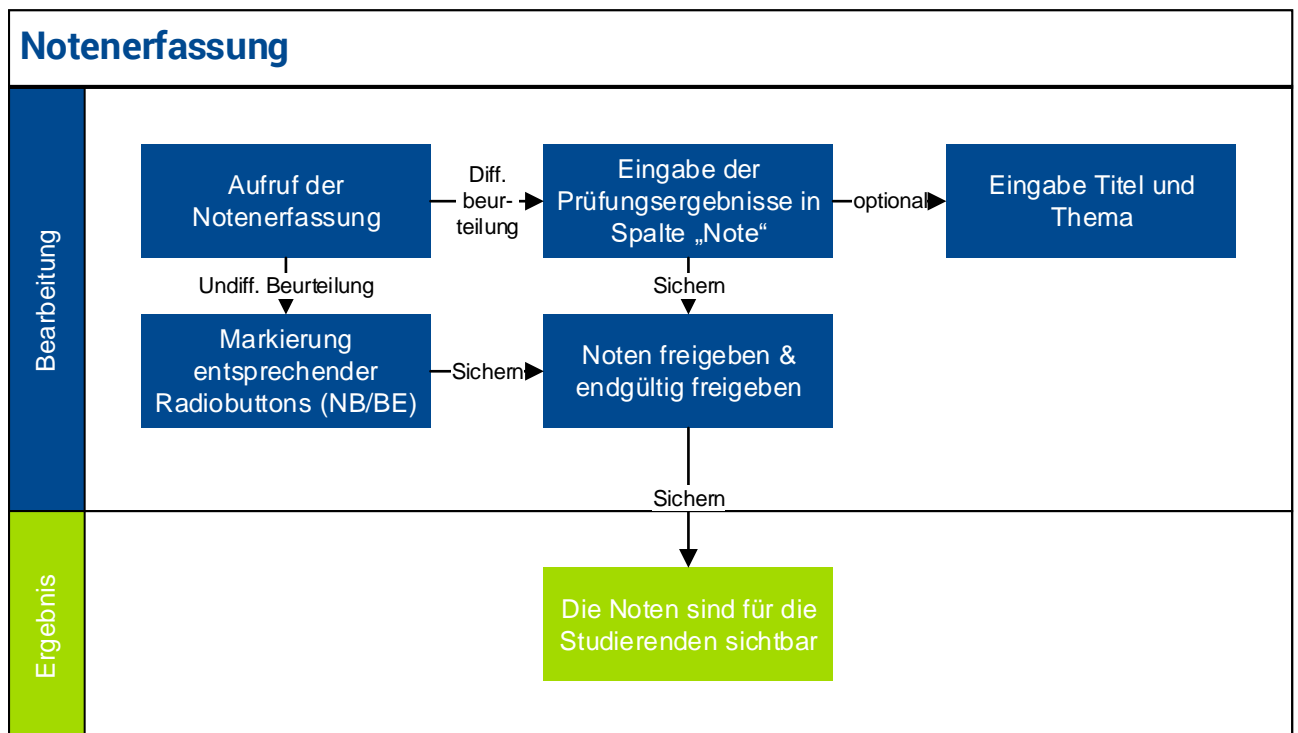 Notenerfassung
Bearbeitung
Aufruf der
Notenerfassung
Diff.
beur-
teilung
Eingabe der
Prüfungsergebnisse in
Spalte „Note“
optional
Eingabe Titel und
Thema
Undiff. Beurteilung
Sichern
Markierung
entsprechender
Radiobuttons (NB/BE)
Sichern
Noten freigeben &
endgültig freigeben
Sichern
Ergebnis
Die Noten sind für die
Studierenden sichtbar